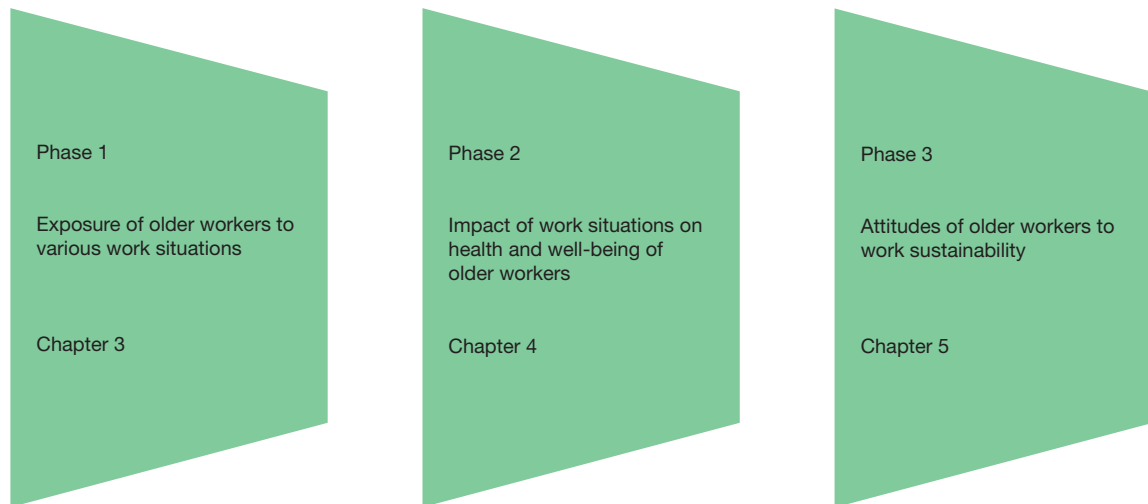 Phase 1
Exposure of older workers to
various work situations
Chapter 3
Phase 2
Impact of work situations on
health and well-being of
older workers
Chapter 4
Phase 3
Attitudes of older workers to
work sustainability
Chapter 5